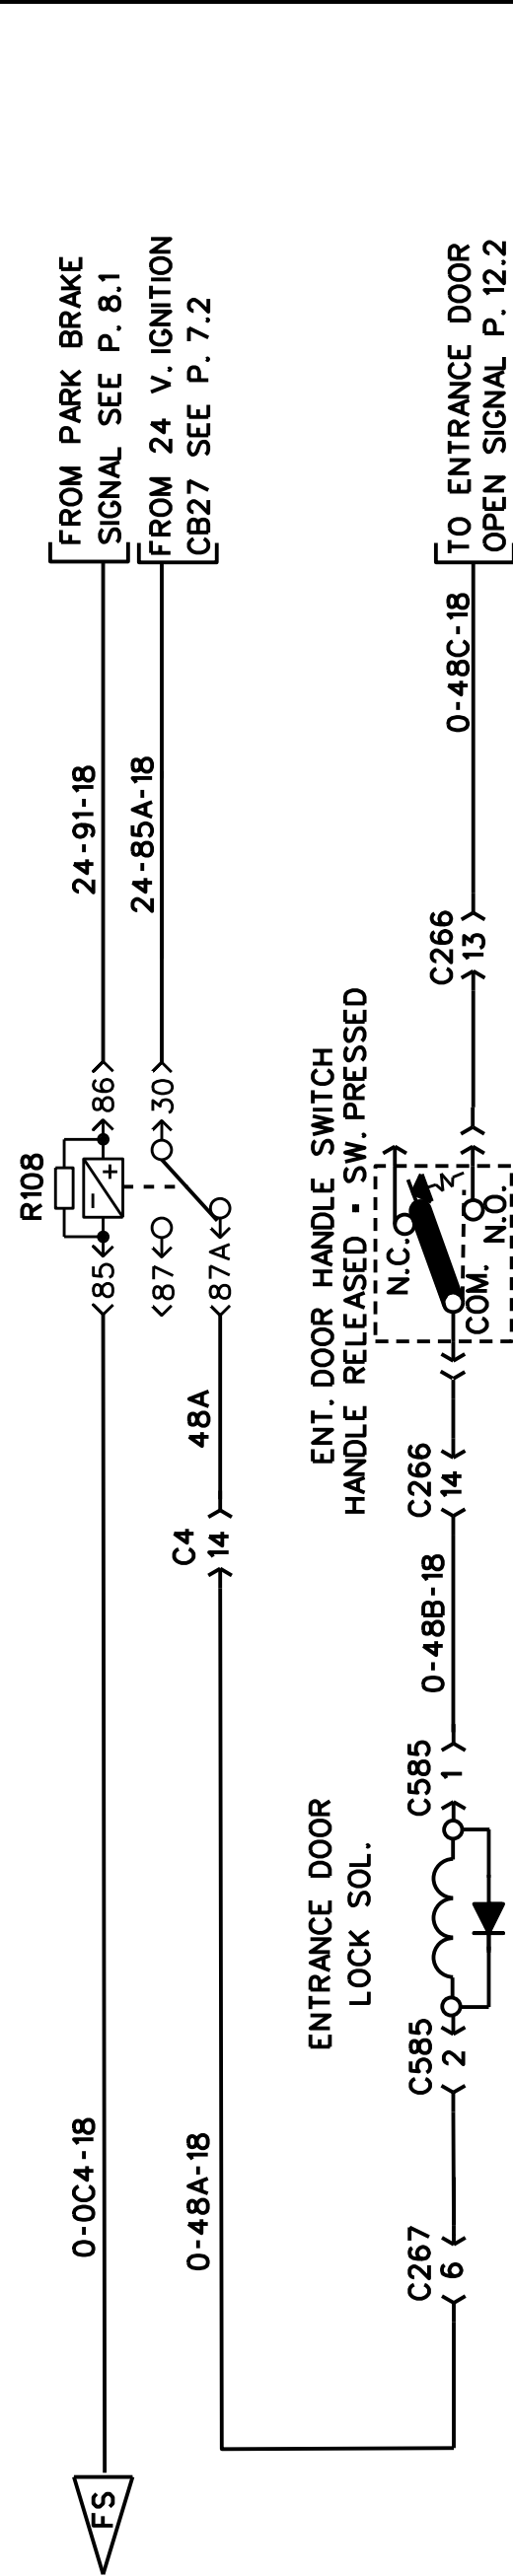 FROM PARK BRAKE
SIGNAL SEE P. 8.1
FROM 24 V. IGNITION
CB27 SEE P. 7.2
TO ENTRANCE DOOR
OPEN SIGNAL P. 12.2
24-91-18
24-85A-18
0-48C-18
C266
13
R108
86
30
85
87
87A
+
-
ENT. DOOR HANDLE SWITCH
HANDLE RELEASED - SW. PRESSED
N.C.
COM.
N.O.
48A
C4
14
C266
14
0-48B-18
C585
1
ENTRANCE DOOR
LOCK SOL.
C585
2
0-0C4-18
0-48A-18
C267
6
FS